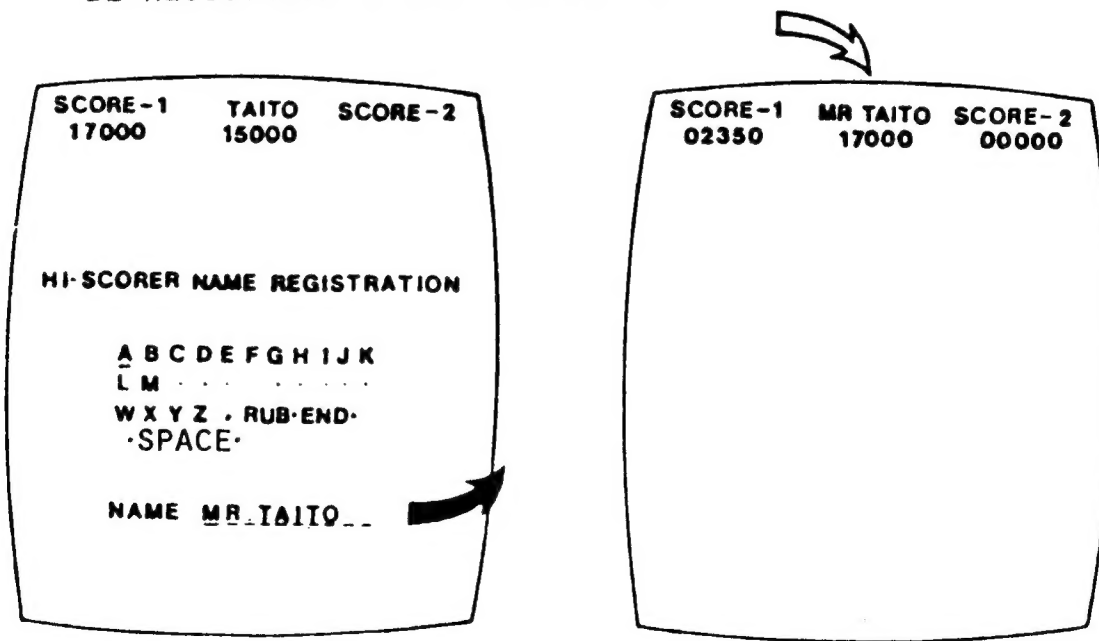 SCORE-1 TAITO SCORE-2
17000 15000
HI-SCORER NAME REGISTRATION
A B C D E F G H I J K
L M . . . . . . . .
W X Y Z . RUB·END·
·SPACE·
NAME MR.TAITO_ _
SCORE-1 MR TAITO SCORE-2
02350 17000 00000